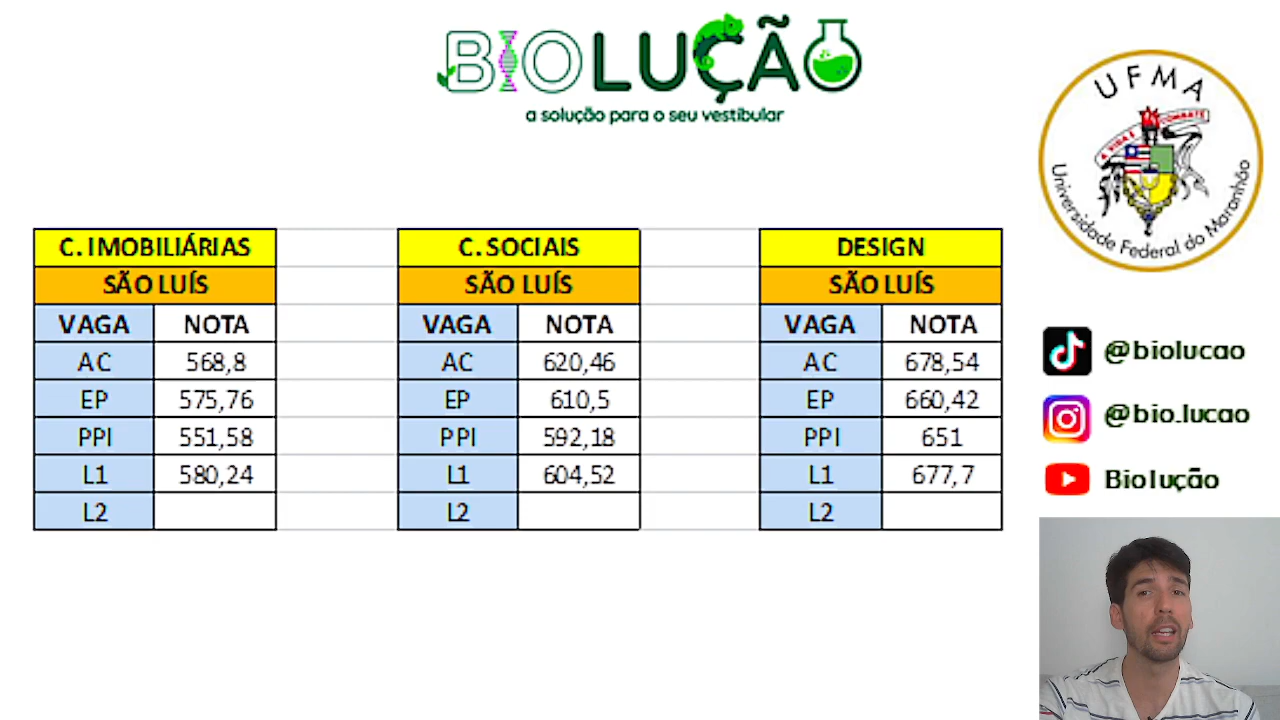 BIOLUÇÃO
a solução para o seu vestibular
UFMA
A VIDA É COMBATE
Universidade Federal do Maranhão
C. IMOBILIÁRIAS
SÃO LUÍS
VAGA NOTA
AC 568,8
EP 575,76
PPI 551,58
L1 580,24
L2
C. SOCIAIS
SÃO LUÍS
VAGA NOTA
AC 620,46
EP 610,5
PPI 592,18
L1 604,52
L2
DESIGN
SÃO LUÍS
VAGA NOTA
AC 678,54
EP 660,42
PPI 651
L1 677,7
L2
@biolucao
@bio.lucao
Biolução